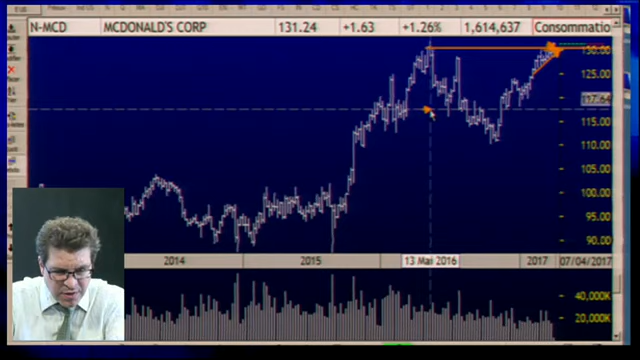 N-MCD MCDONALD'S CORP 131.24 +1.63 +1.26% 1,614,637 Consommatio
130.00
125.00
115.00
110.00
105.00
100.00
95.00
90.00
2014 2015 13 Mai 2016 2017 07/04/2017
40,000K
20,000K